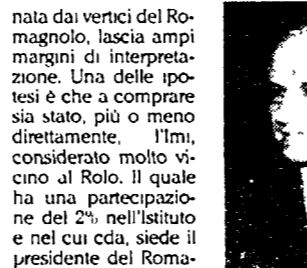 nata dai vertici del Ro-
magnolo, lascia ampi
margini di interpreta-
zione. Una delle ipo-
tesi è che a comprare
sia stato, più o meno
direttamente, l'Imi,
considerato molto vi-
cino al Rolo. Il quale
ha una partecipazio-
ne del 2% nell'Istituto
e nel cui cda, siede il
presidente del Roma-